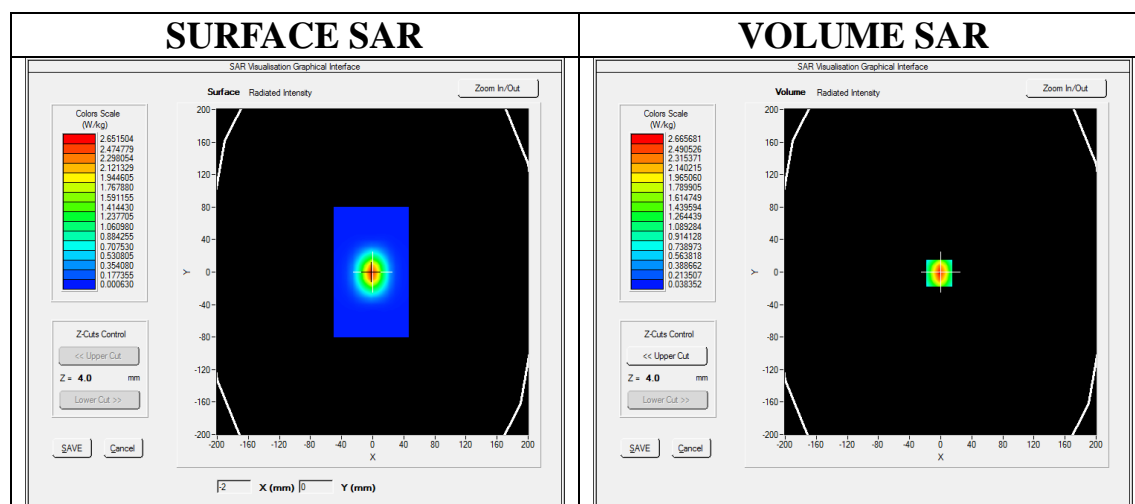 SURFACE SAR
VOLUME SAR
SAR Visualisation Graphical Interface
Surface Radiated Intensity
Zoom In/Out
Colors Scale
(W/kg)
2.651504
2.474779
2.298054
2.121329
1.944605
1.767880
1.591155
1.414430
1.237705
1.060980
0.884255
0.707530
0.530805
0.354080
0.177355
0.000630
Z-Cuts Control
<< Upper Cut
Z = 4.0 mm
Lower Cut >>
SAVE Cancel
200
160
120
80
40
0
-40
-80
-120
-160
-200
Y
-200 -160 -120 -80 -40 0 40 80 120 160 200
X
-2 X (mm) 0 Y (mm)
SAR Visualisation Graphical Interface
Volume Radiated Intensity
Zoom In/Out
Colors Scale
(W/kg)
2.665681
2.490526
2.315371
2.140215
1.965060
1.789905
1.614749
1.439594
1.264439
1.089284
0.914128
0.738973
0.563818
0.388662
0.213507
0.038352
Z-Cuts Control
<< Upper Cut
Z = 4.0 mm
Lower Cut >>
SAVE Cancel
200
160
120
80
40
0
-40
-80
-120
-160
-200
Y
-200 -160 -120 -80 -40 0 40 80 120 160 200
X